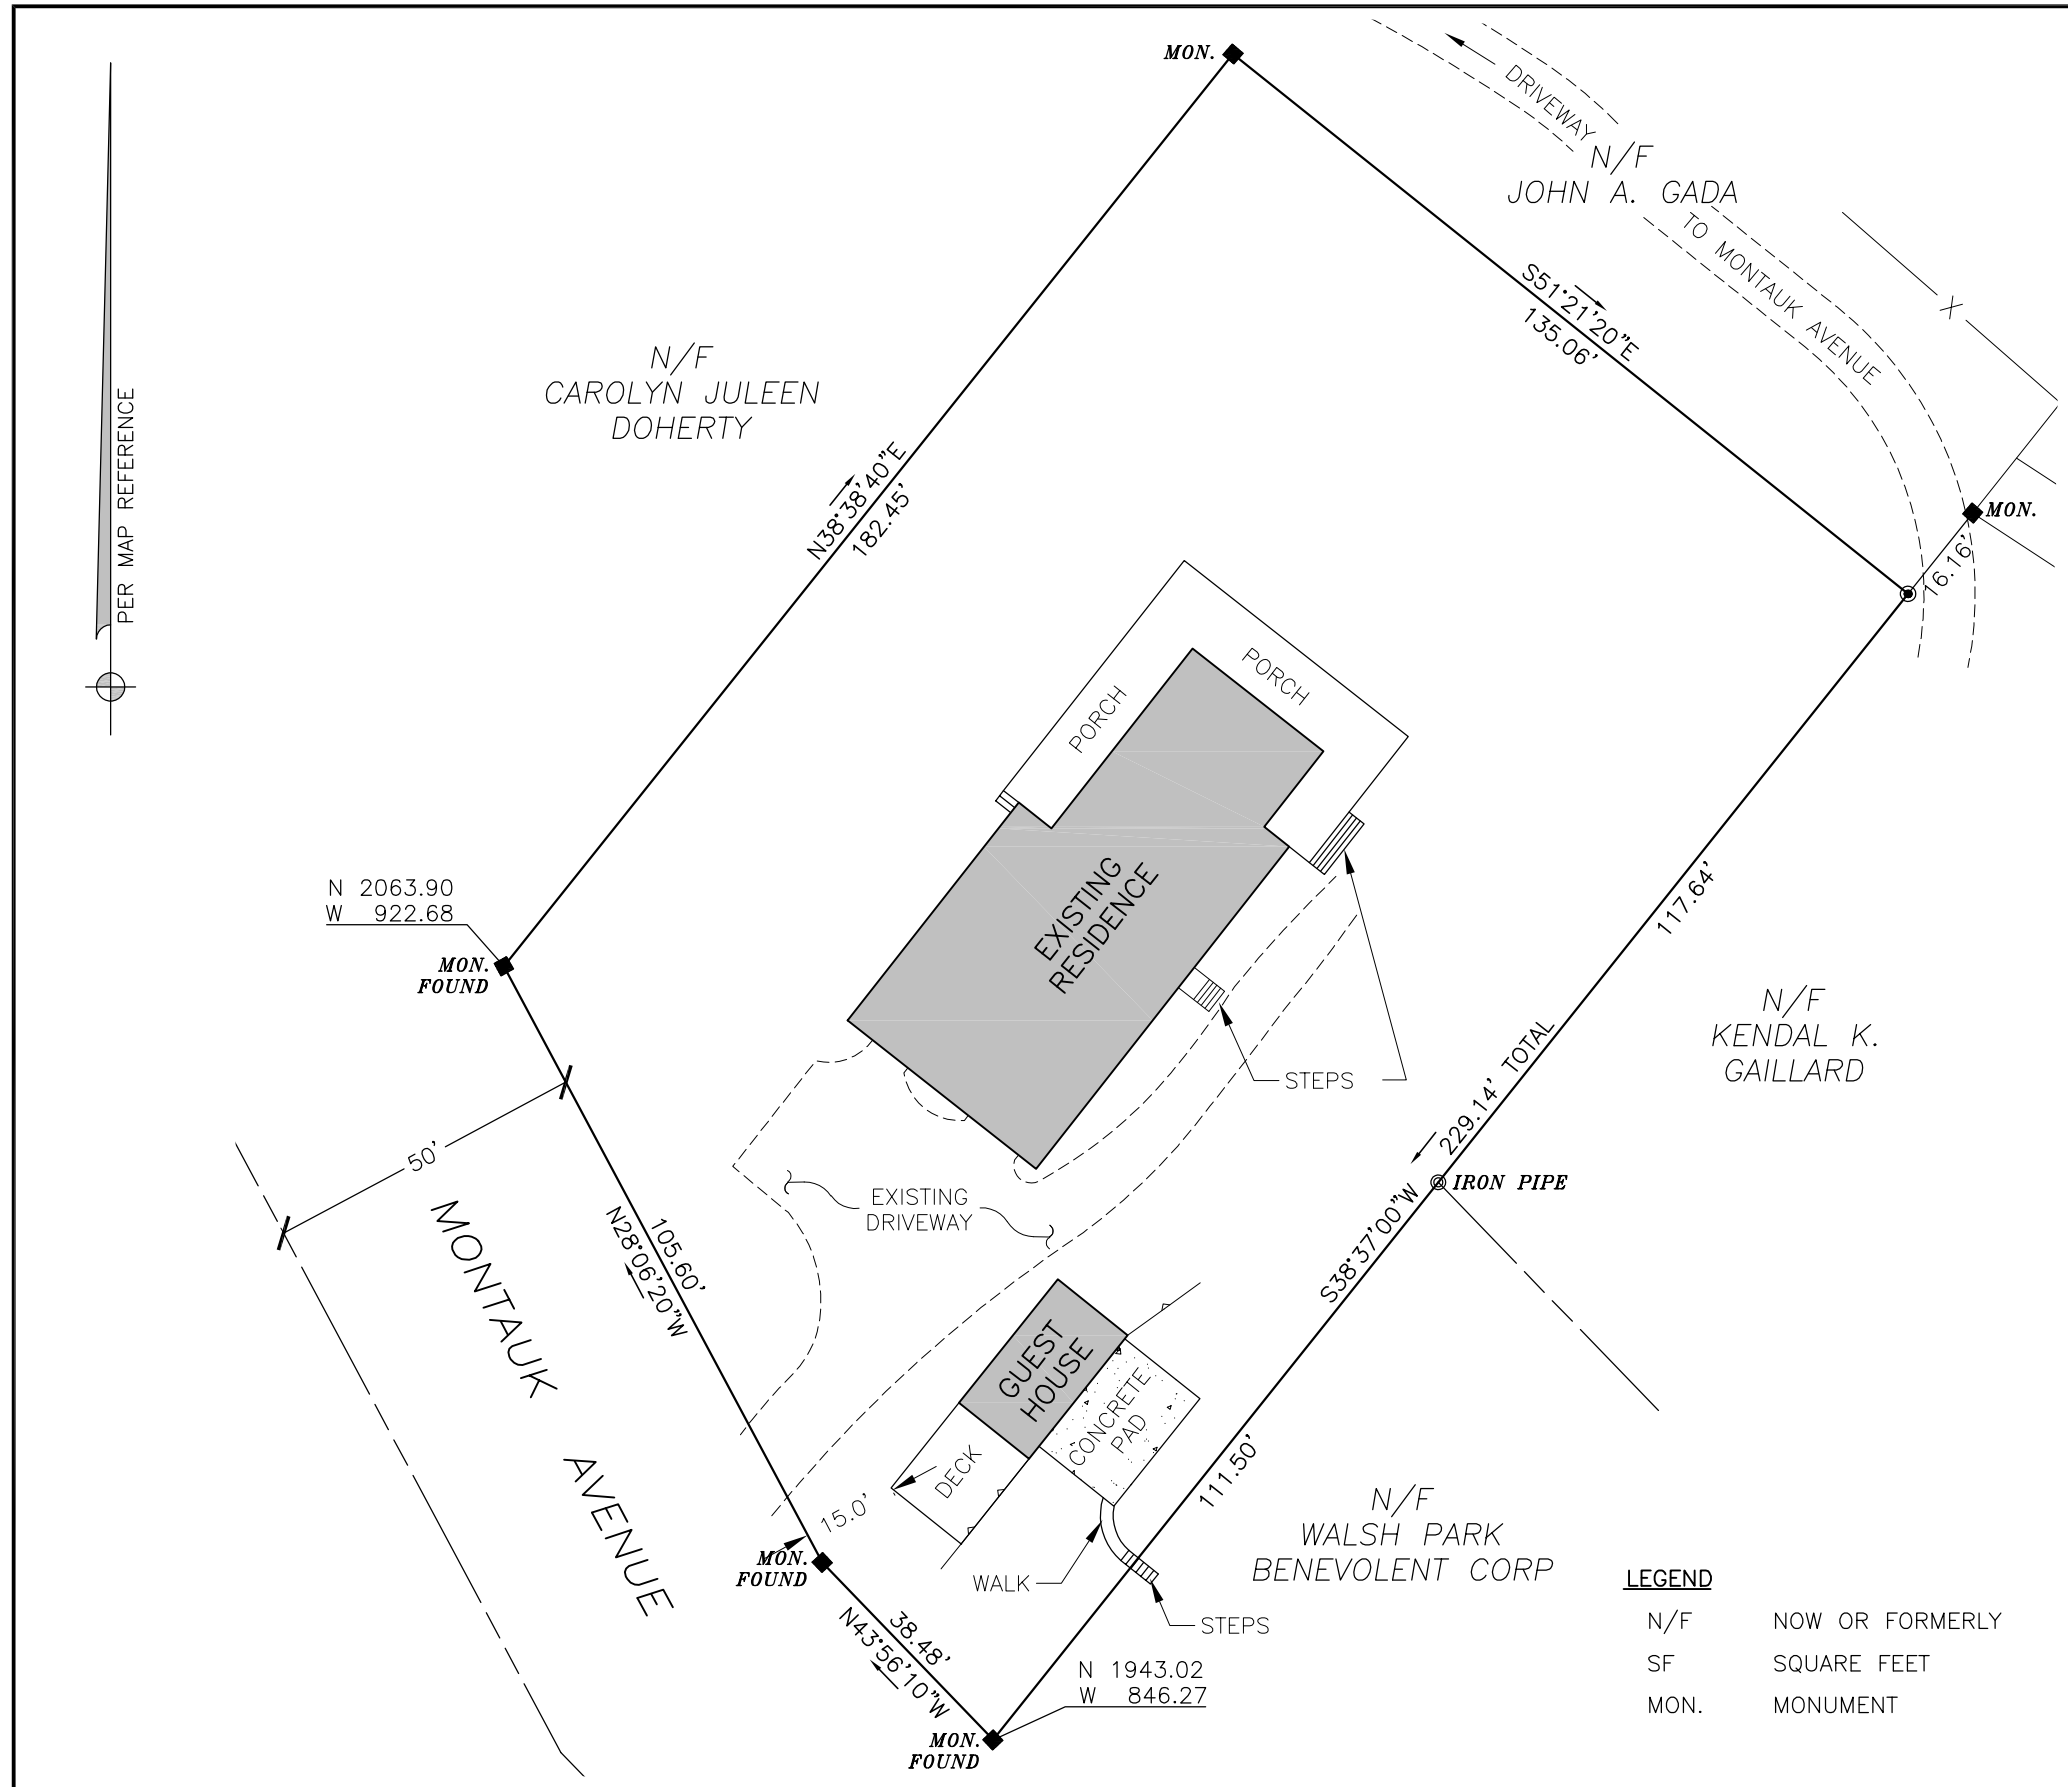 MON.
DRIVEWAY
N/F
JOHN A. GADA
TO MONTAUK AVENUE
X
S51°21'20"E
135.06'
PER MAP REFERENCE
N/F
CAROLYN JULEEN
DOHERTY
N38°38'40"E
182.45'
MON.
16.16'
PORCH
PORCH
EXISTING
RESIDENCE
117.64'
N 2063.90
W 922.68
MON.
FOUND
N/F
KENDAL K.
GAILLARD
STEPS
229.14' TOTAL
S38°37'00"W
IRON PIPE
50'
EXISTING
DRIVEWAY
105.60'
N28°06'20"W
MONTAUK AVENUE
GUEST
HOUSE
CONCRETE
PAD
DECK
15.0'
111.50'
N/F
WALSH PARK
BENEVOLENT CORP
MON.
FOUND
WALK
STEPS
38.48'
N43°56'10"W
N 1943.02
W 846.27
MON.
FOUND
LEGEND
N/F NOW OR FORMERLY
SF SQUARE FEET
MON. MONUMENT